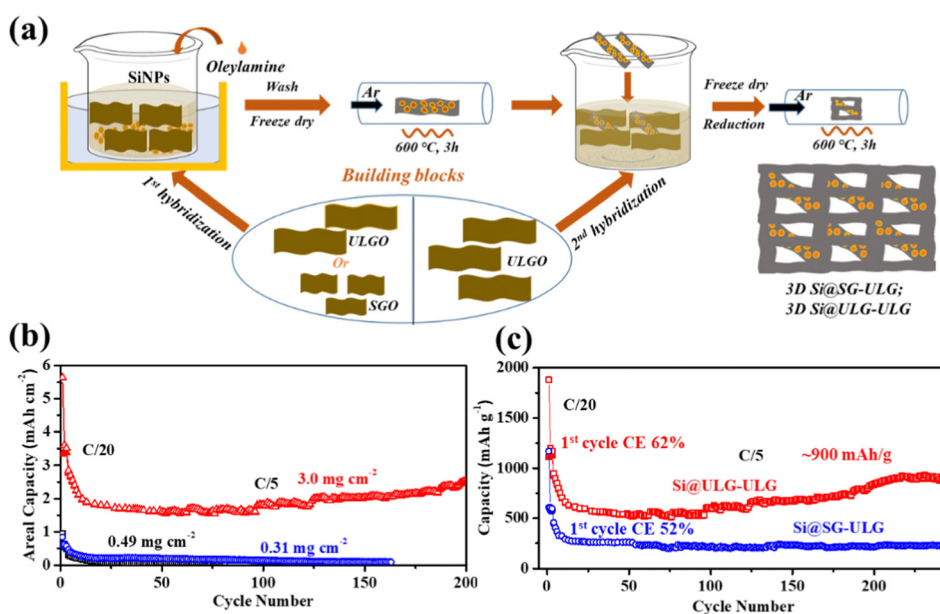 (a)
SiNPs
Oleylamine
Wash
Freeze dry
Ar
600 °C, 3h
Freeze dry
Reduction
Ar
600 °C, 3h
1st hybridization
Building blocks
2nd hybridization
ULGO
Or
SGO
ULGO
3D Si@SG-ULG;
3D Si@ULG-ULG
(b)
Areal Capacity (mAh cm-2)
6
5
4
3
2
1
0
C/20
C/5
3.0 mg cm-2
0.49 mg cm-2
0.31 mg cm-2
0 50 100 150 200
Cycle Number
(c)
Capacity (mAh g-1)
2000
1500
1000
500
0
C/20
1st cycle CE 62%
C/5
~900 mAh/g
Si@ULG-ULG
1st cycle CE 52%
Si@SG-ULG
0 50 100 150 200
Cycle Number